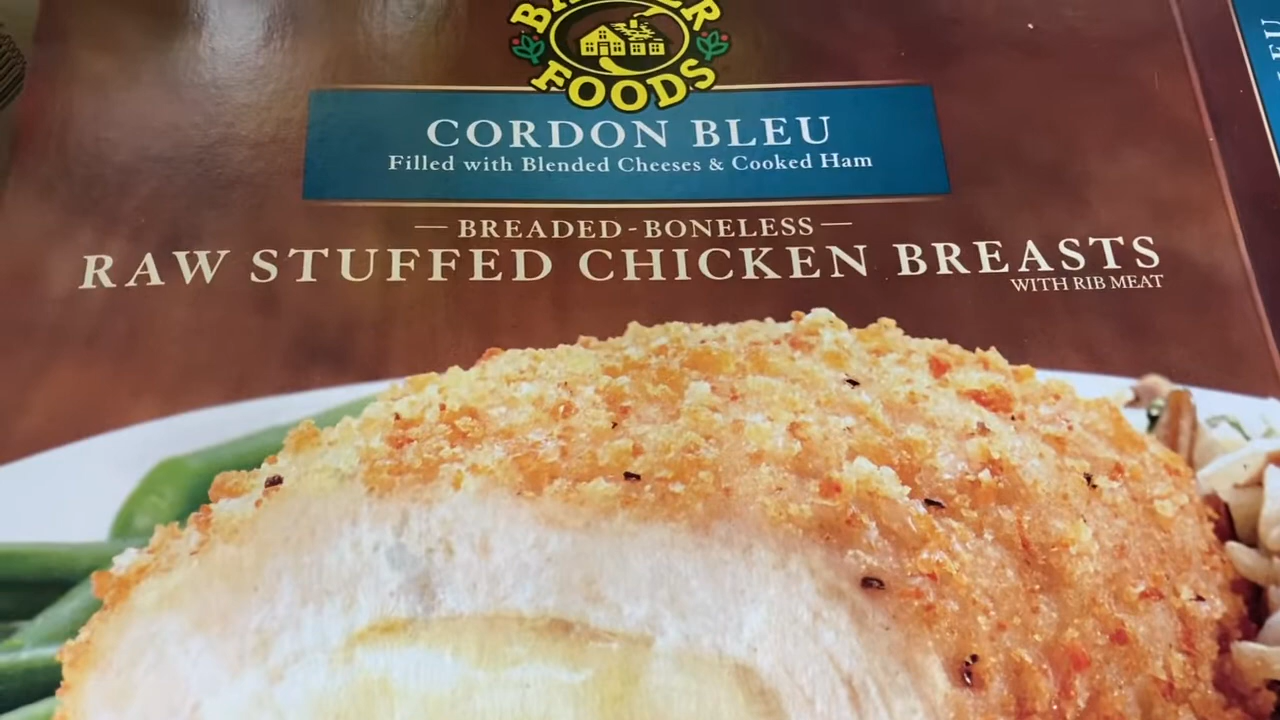 FOODS
CORDON BLEU
Filled with Blended Cheeses & Cooked Ham
BREADED-BONELESS
RAW STUFFED CHICKEN BREASTS
WITH RIB MEAT